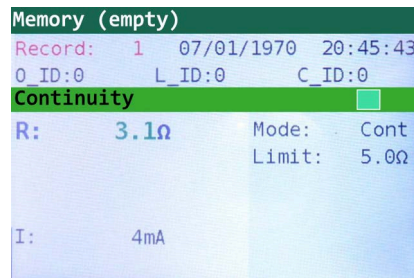 Memory (empty)
Record: 1 07/01/1970 20:45:43
O_ID:0 L_ID:0 C_ID:0
Continuity
R: 3.1Ω Mode: Cont
Limit: 5.0Ω
I: 4mA